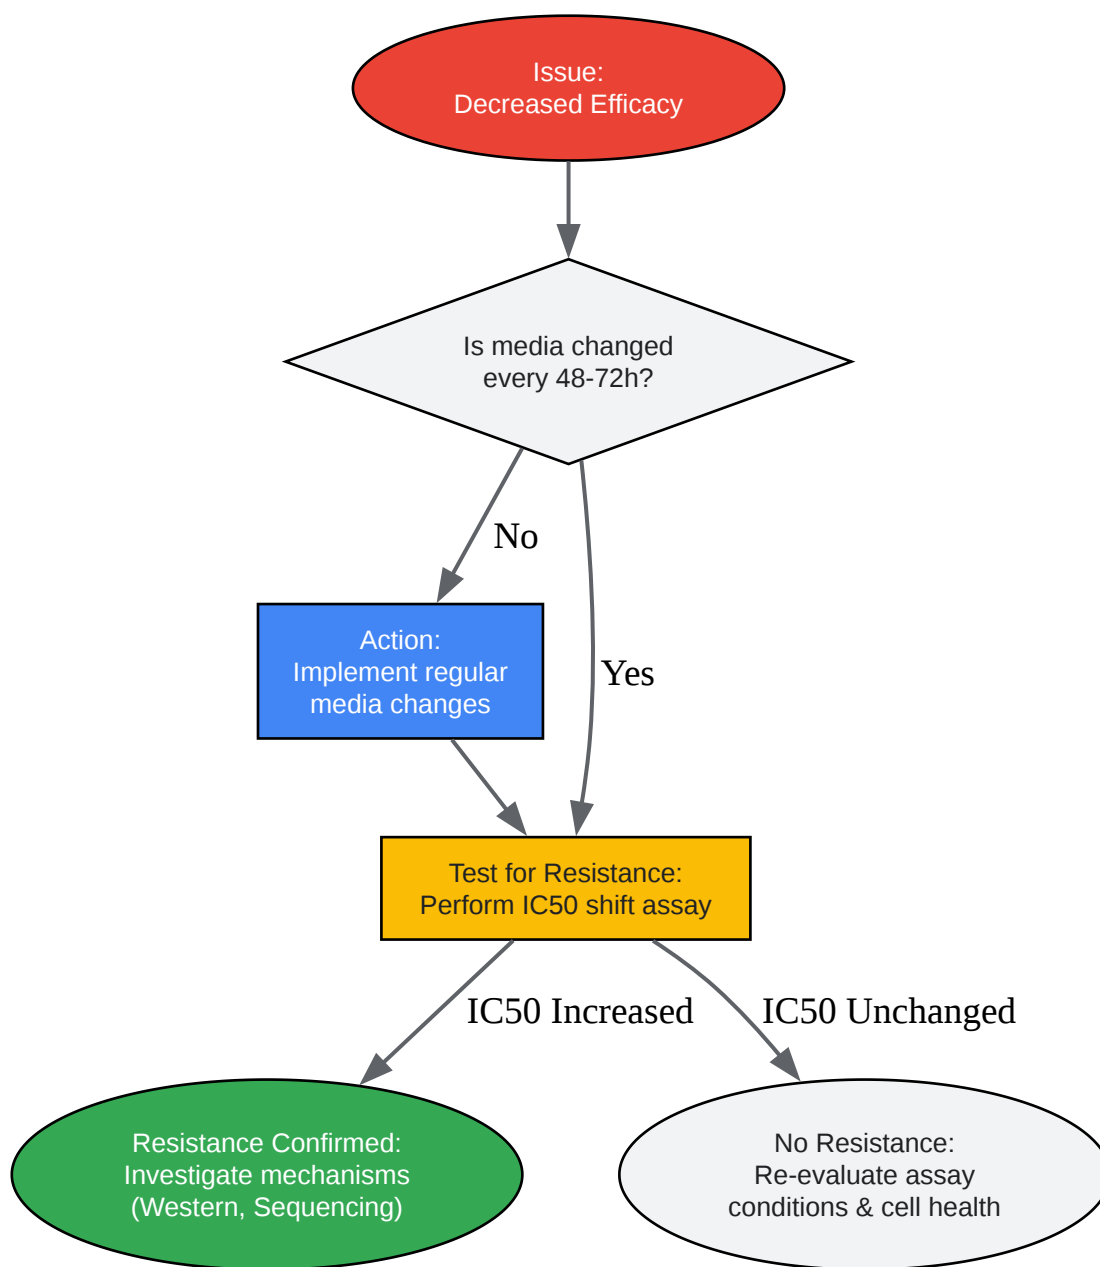 Issue:
Decreased Efficacy
Is media changed
every 48-72h?
No
Action:
Implement regular
media changes
Yes
Test for Resistance:
Perform IC50 shift assay
IC50 Increased
IC50 Unchanged
Resistance Confirmed:
Investigate mechanisms
(Western, Sequencing)
No Resistance:
Re-evaluate assay
conditions & cell health